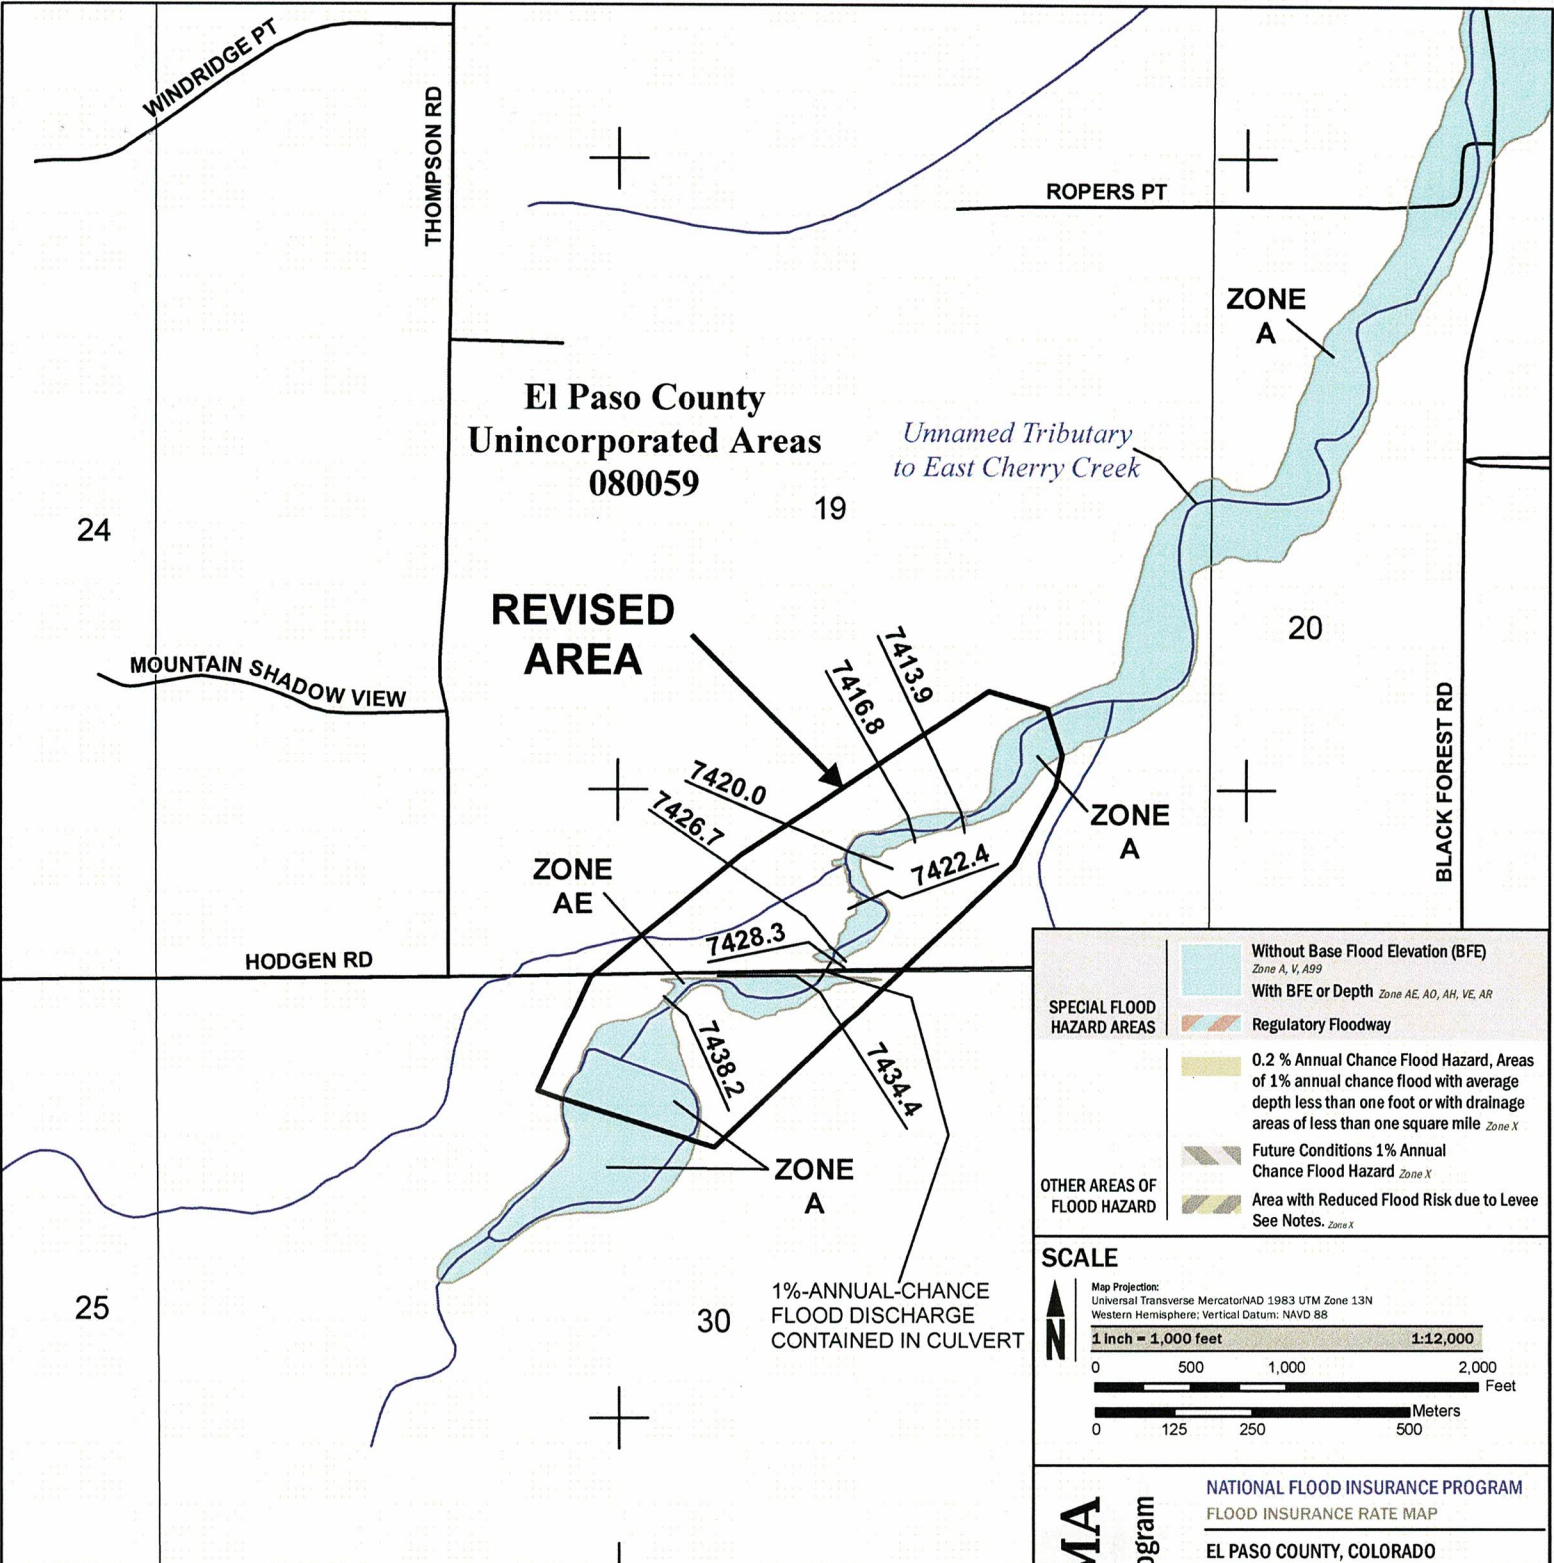 WINDRIDGE PT
THOMPSON RD
ROPERS PT
ZONE
A
El Paso County
Unincorporated Areas
080059
Unnamed Tributary
to East Cherry Creek
24
19
20
REVISED
AREA
MOUNTAIN SHADOW VIEW
BLACK FOREST RD
7413.9
7416.8
7420.0
7426.7
7422.4
ZONE
A
ZONE
AE
7428.3
HODGEN RD
7438.2
7434.4
ZONE
A
1%-ANNUAL-CHANCE
FLOOD DISCHARGE
CONTAINED IN CULVERT
25
30
SPECIAL FLOOD
HAZARD AREAS
Without Base Flood Elevation (BFE)
Zone A, V, A99
With BFE or Depth Zone AE, AO, AH, VE, AR
Regulatory Floodway
OTHER AREAS OF
FLOOD HAZARD
0.2 % Annual Chance Flood Hazard, Areas
of 1% annual chance flood with average
depth less than one foot or with drainage
areas of less than one square mile Zone X
Future Conditions 1% Annual
Chance Flood Hazard Zone X
Area with Reduced Flood Risk due to Levee
See Notes. Zone X
SCALE
N
Map Projection:
Universal Transverse MercatorNAD 1983 UTM Zone 13N
Western Hemisphere; Vertical Datum: NAVD 88
1 inch = 1,000 feet 1:12,000
0 500 1,000 2,000
Feet
Meters
0 125 250 500
NATIONAL FLOOD INSURANCE PROGRAM
FLOOD INSURANCE RATE MAP
EL PASO COUNTY, COLORADO